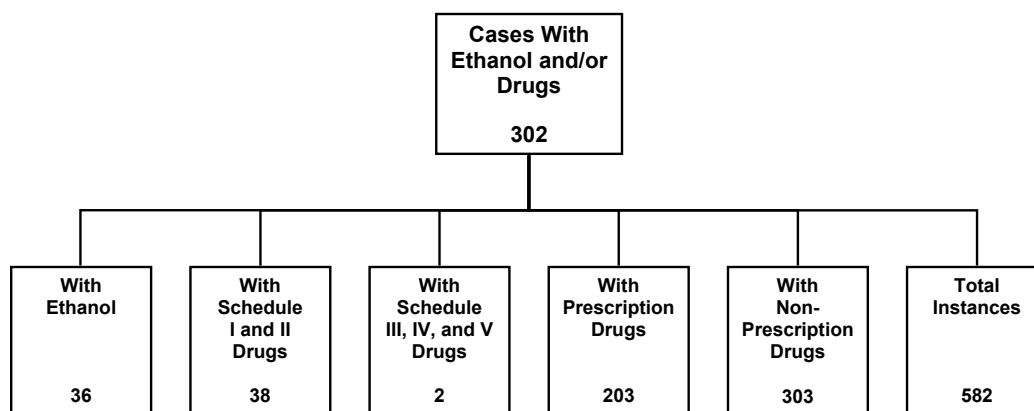 Cases With
Ethanol and/or
Drugs
302
With
Ethanol
36
With
Schedule
I and II
Drugs
38
With
Schedule
III, IV, and V
Drugs
2
With
Prescription
Drugs
203
With
Non-
Prescription
Drugs
303
Total
Instances
582